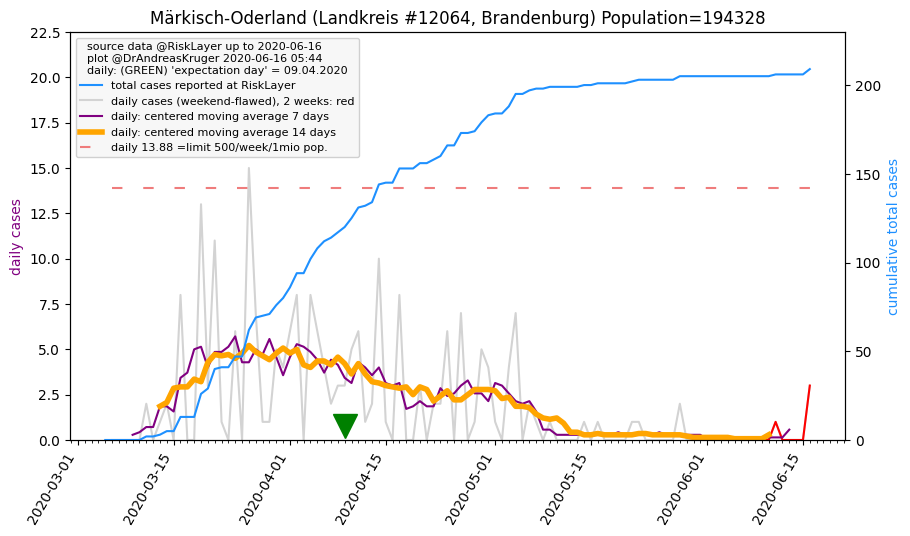 Märkisch-Oderland (Landkreis #12064, Brandenburg) Population=194328
source data @RiskLayer up to 2020-06-16
plot @DrAndreasKruger 2020-06-16 05:44
daily: (GREEN) 'expectation day' = 09.04.2020
total cases reported at RiskLayer
daily cases (weekend-flawed), 2 weeks: red
daily: centered moving average 7 days
daily: centered moving average 14 days
daily 13.88 =limit 500/week/1mio pop.
daily cases
22.5
20.0
17.5
15.0
12.5
10.0
7.5
5.0
2.5
0.0
200
150
100
50
0
cumulative total cases
2020-03-01
2020-03-15
2020-04-01
2020-04-15
2020-05-01
2020-05-15
2020-06-01
2020-06-15